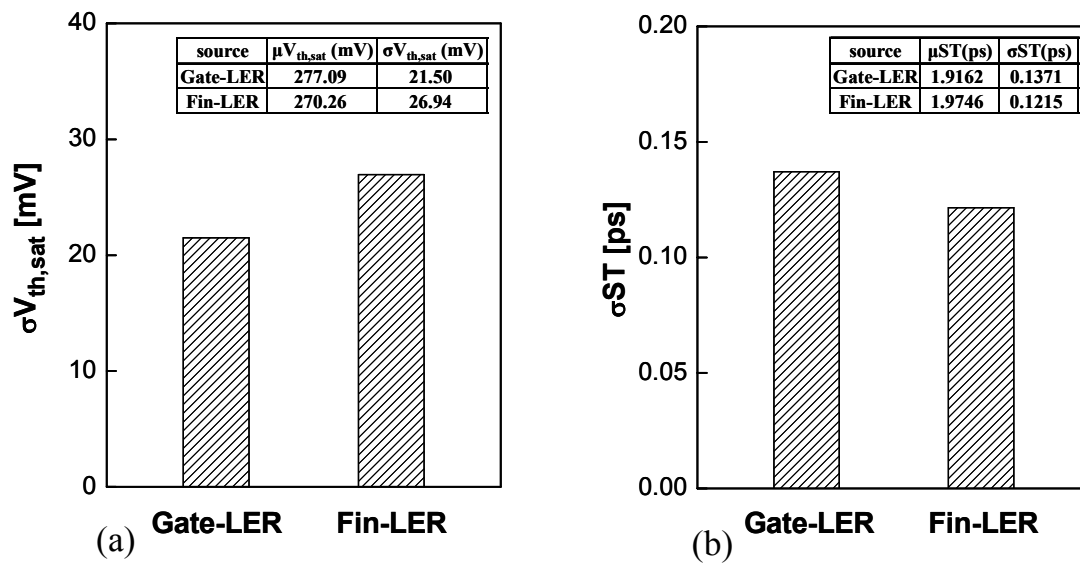 40
30
20
10
0
σV_th,sat [mV]
source μV_th,sat (mV) σV_th,sat (mV)
Gate-LER 277.09 21.50
Fin-LER 270.26 26.94
Gate-LER Fin-LER
(a)
0.20
0.15
0.10
0.05
0.00
σST [ps]
source μST(ps) σST(ps)
Gate-LER 1.9162 0.1371
Fin-LER 1.9746 0.1215
Gate-LER Fin-LER
(b)